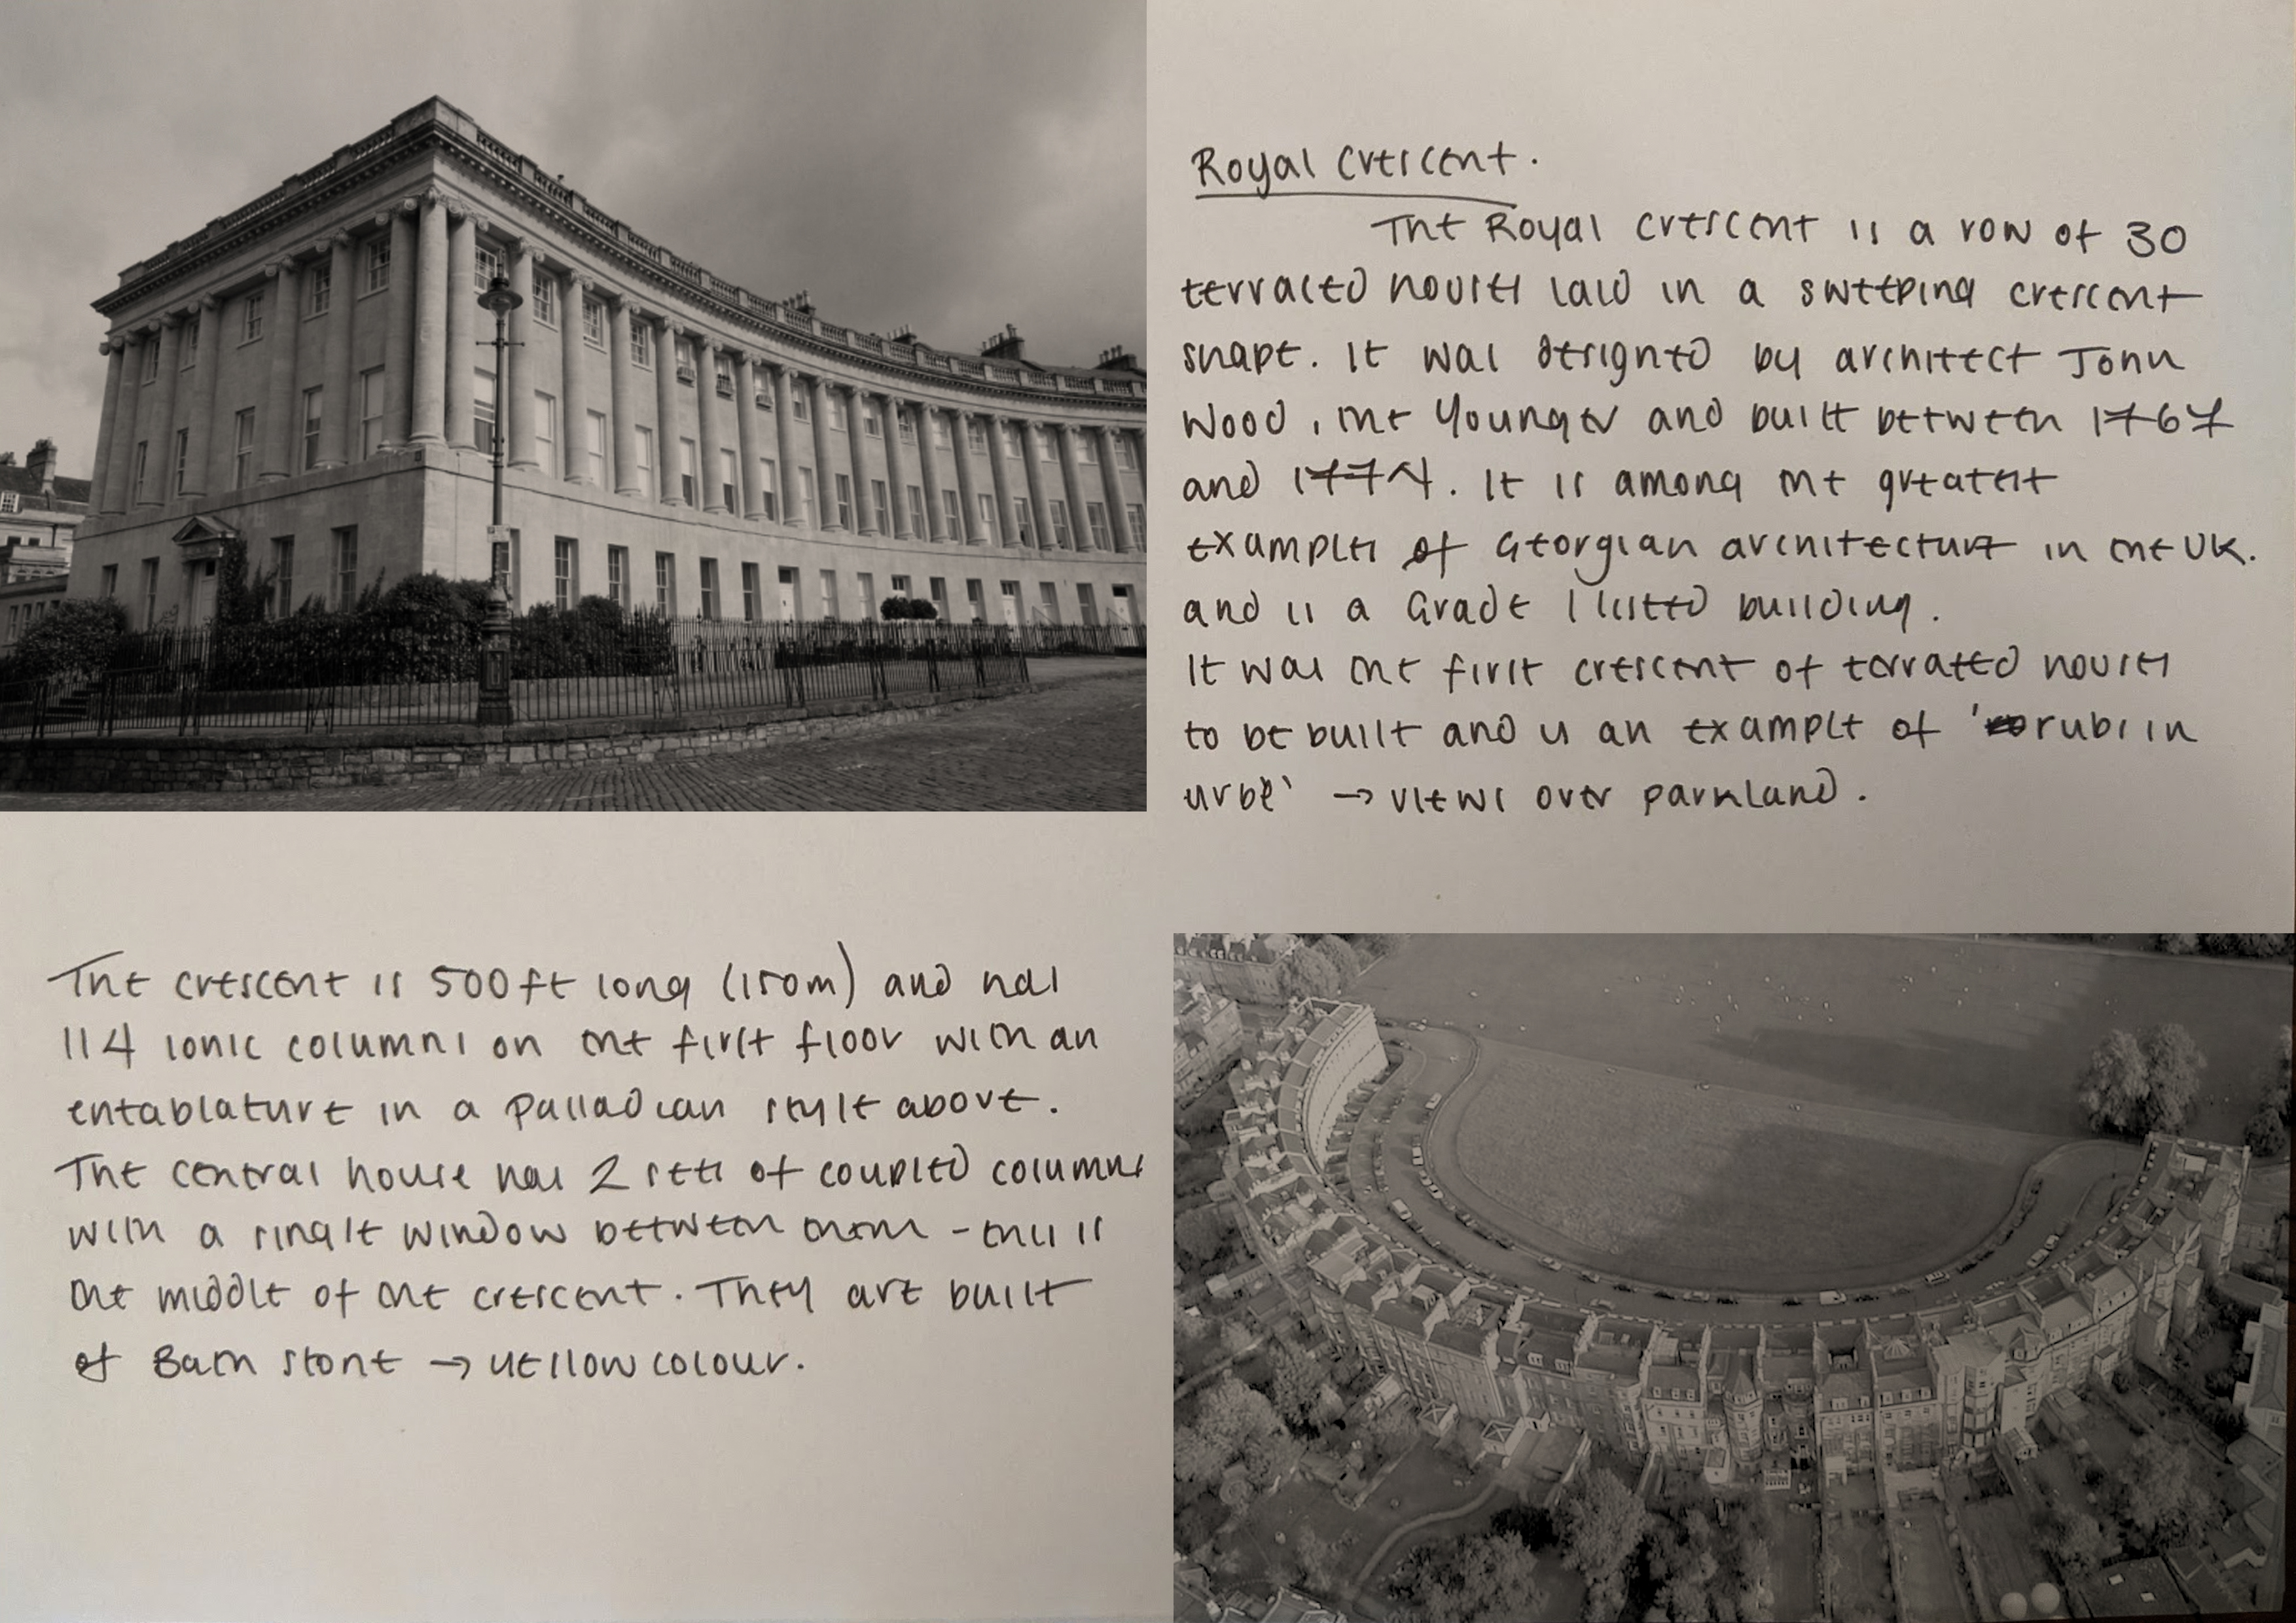 Royal Crescent.
The Royal Crescent is a row of 30
terraced houses laid in a sweeping crescent
shape. It was designed by architect John
Wood, the Younger and built between 1767
and 1774. It is among the greatest
examples of Georgian architecture in the UK.
and is a Grade I listed building.
It was the first crescent of terraced houses
to be built and is an example of 'rubs in
urbe' → views over parkland.
The crescent is 500ft long (150m) and has
114 ionic columns on the first floor with an
entablature in a palladian style above.
The central house has 2 sets of coupled columns
with a single window between them - this is
the middle of the crescent. They are built
of Bath stone → yellow colour.